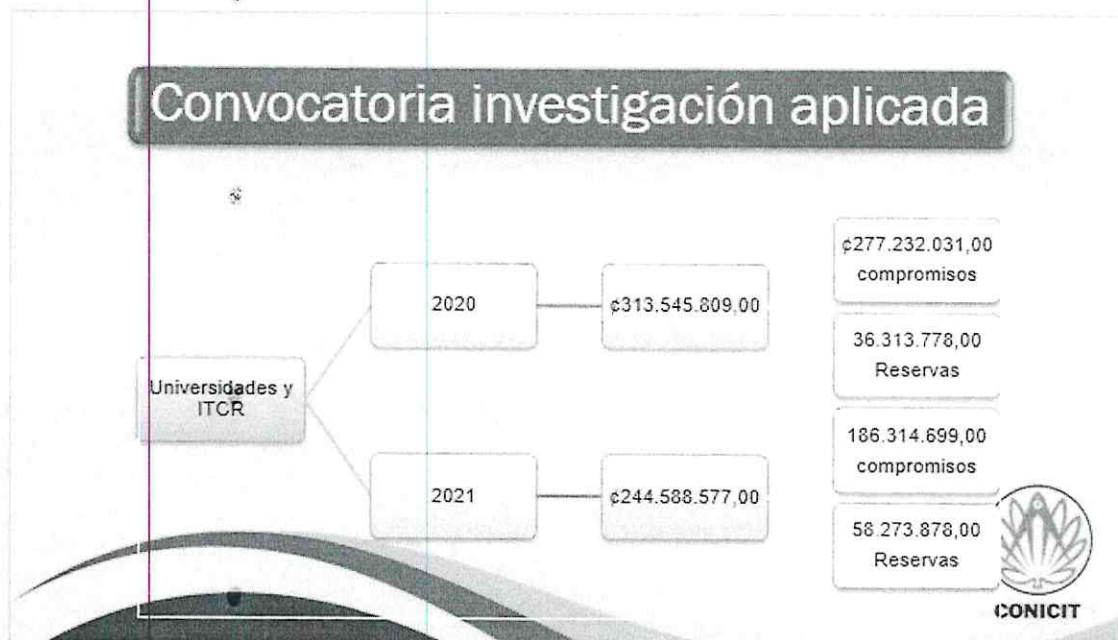 Convocatoria investigación aplicada
Universidades y
ITCR
2020
¢313.545.809,00
¢277.232.031,00
compromisos
36.313.778,00
Reservas
2021
¢244.588.577,00
186.314.699,00
compromisos
58.273.878,00
Reservas
CONICIT